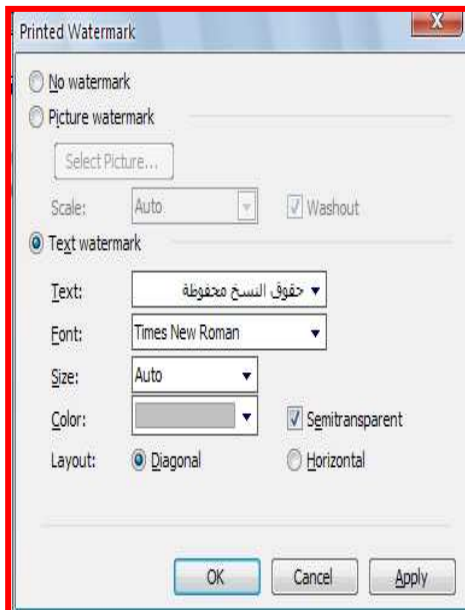 Printed Watermark
No watermark
Picture watermark
Select Picture...
Scale: Auto Washout
Text watermark
Text: حقوق النسخ محفوظة
Font: Times New Roman
Size: Auto
Color: Semitransparent
Layout: Diagonal Horizontal
OK Cancel Apply